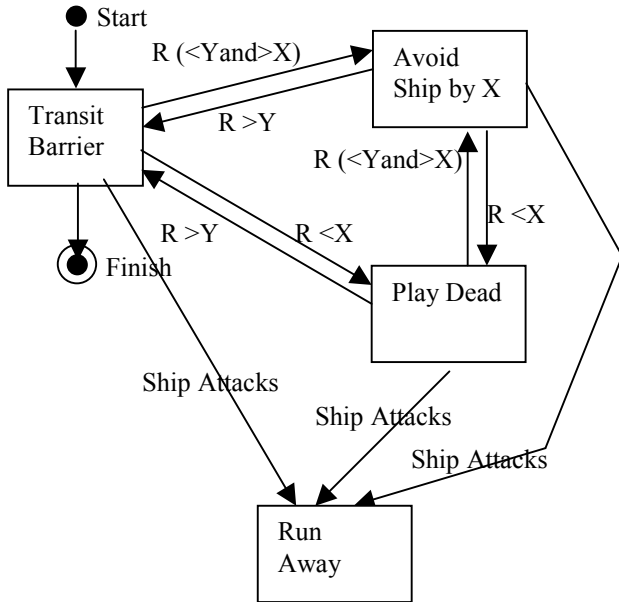 Start
R (<Yand>X)
Avoid
Ship by X
Transit
Barrier
R >Y
R (<Yand>X)
R >Y
R <X
R <X
Finish
Play Dead
Ship Attacks
Ship Attacks
Ship Attacks
Run
Away